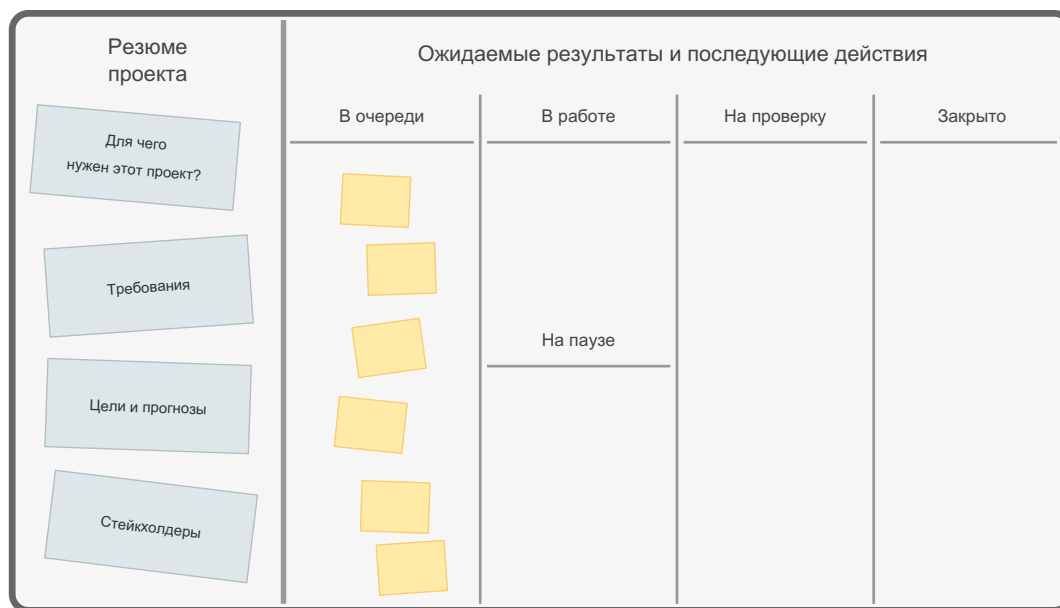 Резюме
проекта
Для чего
нужен этот проект?
Требования
Цели и прогнозы
Стейкхолдеры
Ожидаемые результаты и последующие действия
В очереди
В работе
На проверку
Закрыто
На паузе